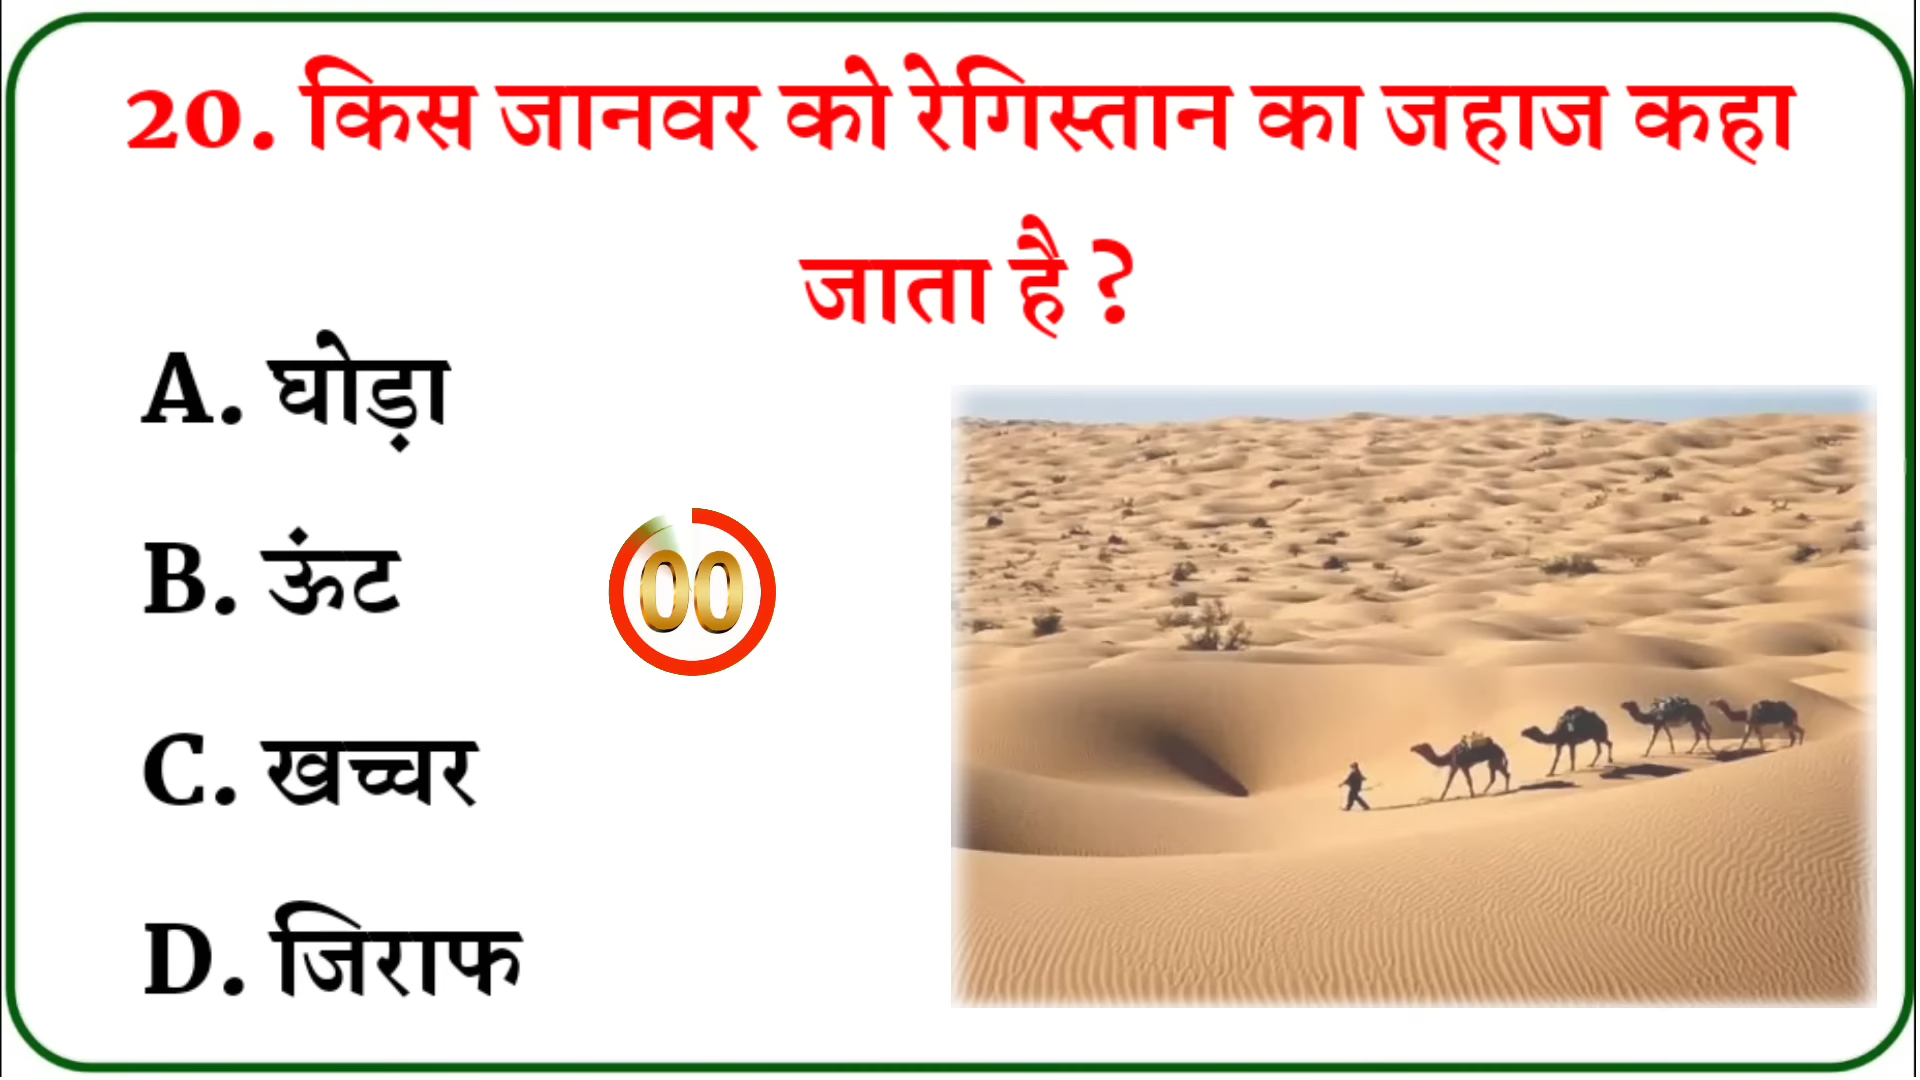 20. किस जानवर को रेगिस्तान का जहाज कहा
जाता है ?
A. घोड़ा
B. ऊंट
00
C. खच्चर
D. जिराफ